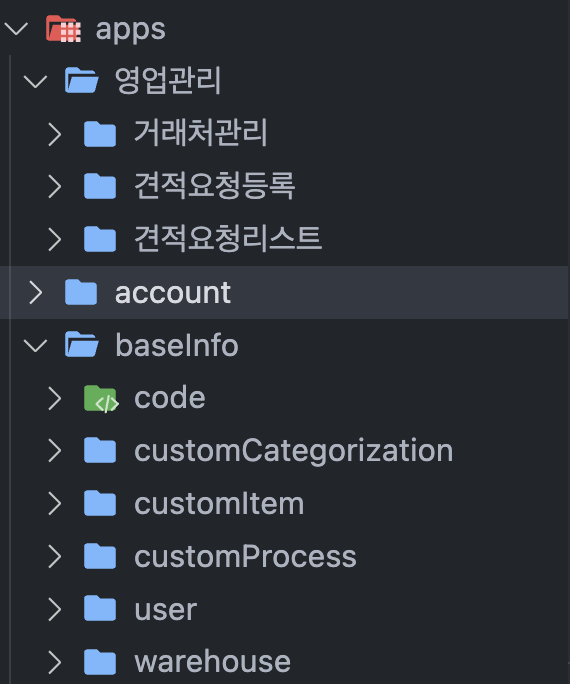 apps
영업관리
거래처관리
견적요청등록
견적요청리스트
account
baseInfo
code
customCategorization
customItem
customProcess
user
warehouse